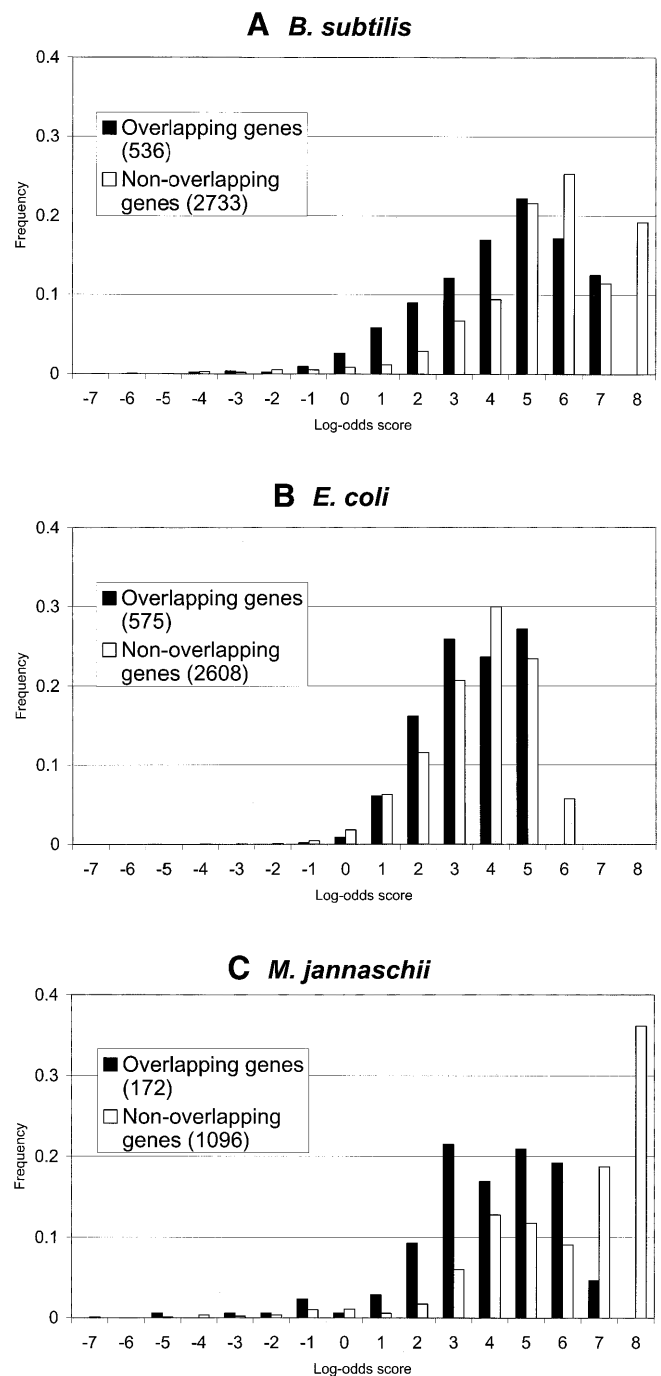 A B. subtilis
0.4
0.3
0.2
0.1
0
Frequency
Overlapping genes
(536)
Non-overlapping
genes (2733)
-7 -6 -5 -4 -3 -2 -1 0 1 2 3 4 5 6 7 8
Log-odds score
B E. coli
0.4
0.3
0.2
0.1
0
Frequency
Overlapping genes
(575)
Non-overlapping
genes (2608)
-7 -6 -5 -4 -3 -2 -1 0 1 2 3 4 5 6 7 8
Log-odds score
C M. jannaschii
0.4
0.3
0.2
0.1
0
Frequency
Overlapping genes
(172)
Non-overlapping
genes (1096)
-7 -6 -5 -4 -3 -2 -1 0 1 2 3 4 5 6 7 8
Log-odds score